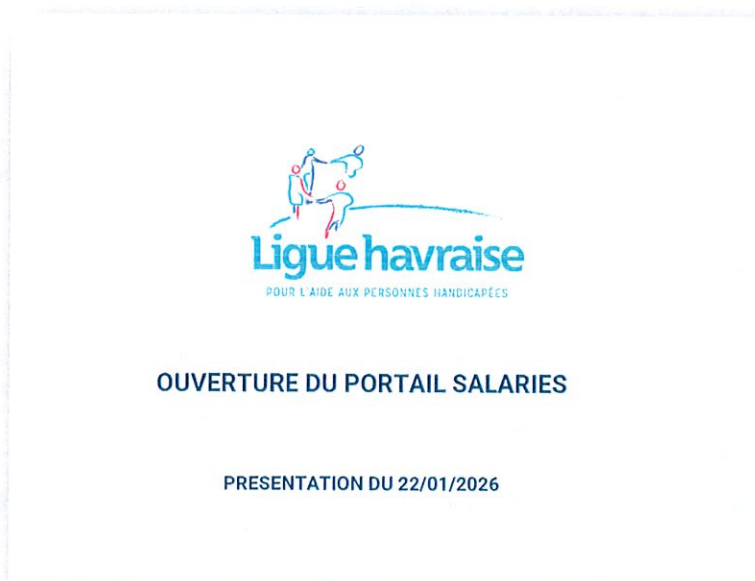 Ligue havraise
POUR L'AIDE AUX PERSONNES HANDICAPÉES
OUVERTURE DU PORTAIL SALARIES
PRESENTATION DU 22/01/2026